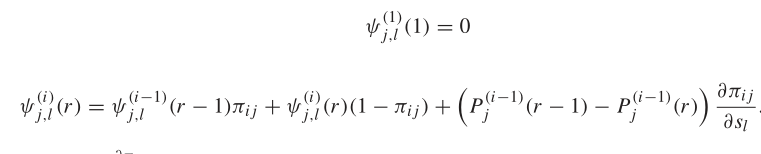 ψ_{j,l}^{(1)}(1) = 0
ψ_{j,l}^{(i)}(r) = ψ_{j,l}^{(i−1)}(r − 1)π_{ij} + ψ_{j,l}^{(i)}(r)(1 − π_{ij}) + (P_j^{(i−1)}(r − 1) − P_j^{(i−1)}(r)) ∂π_{ij}/∂s_l.